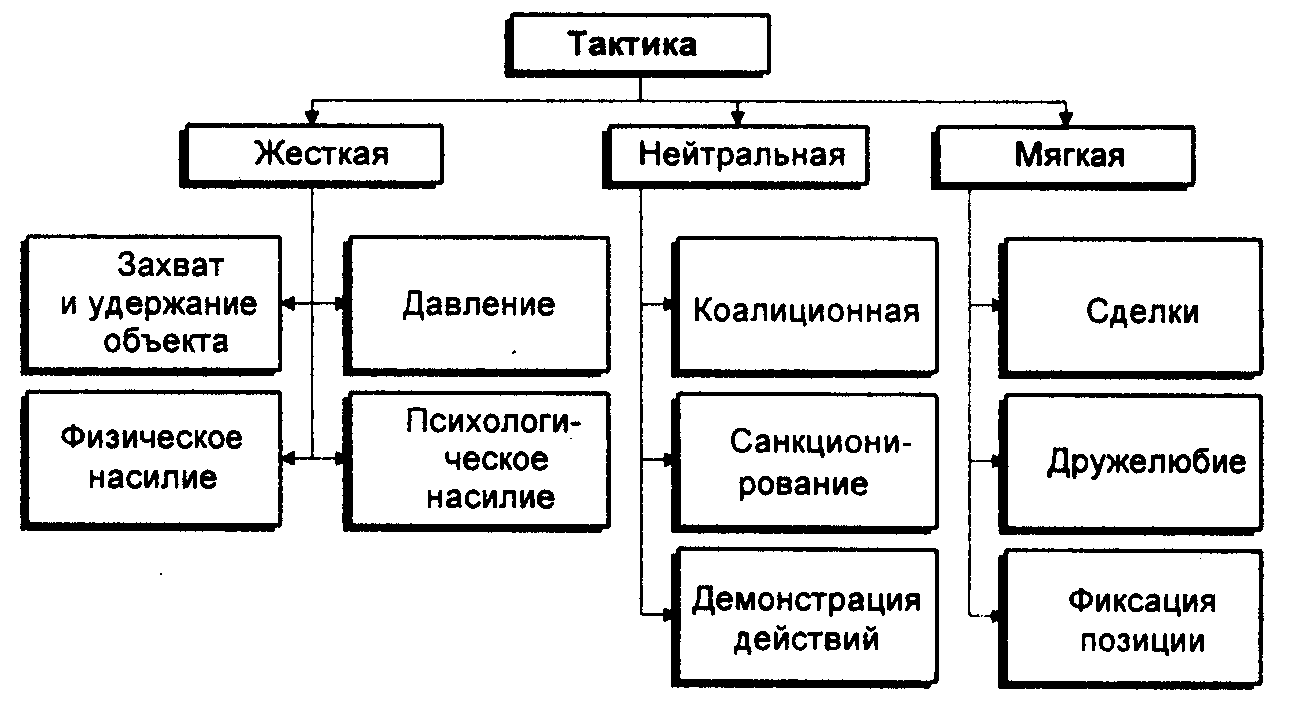 Тактика
Жесткая
Нейтральная
Мягкая
Захват
и удержание
объекта
Давление
Коалиционная
Сделки
Физическое
насилие
Психологи-
ческое
насилие
Санкциони-
рование
Дружелюбие
Демонстрация
действий
Фиксация
позиции